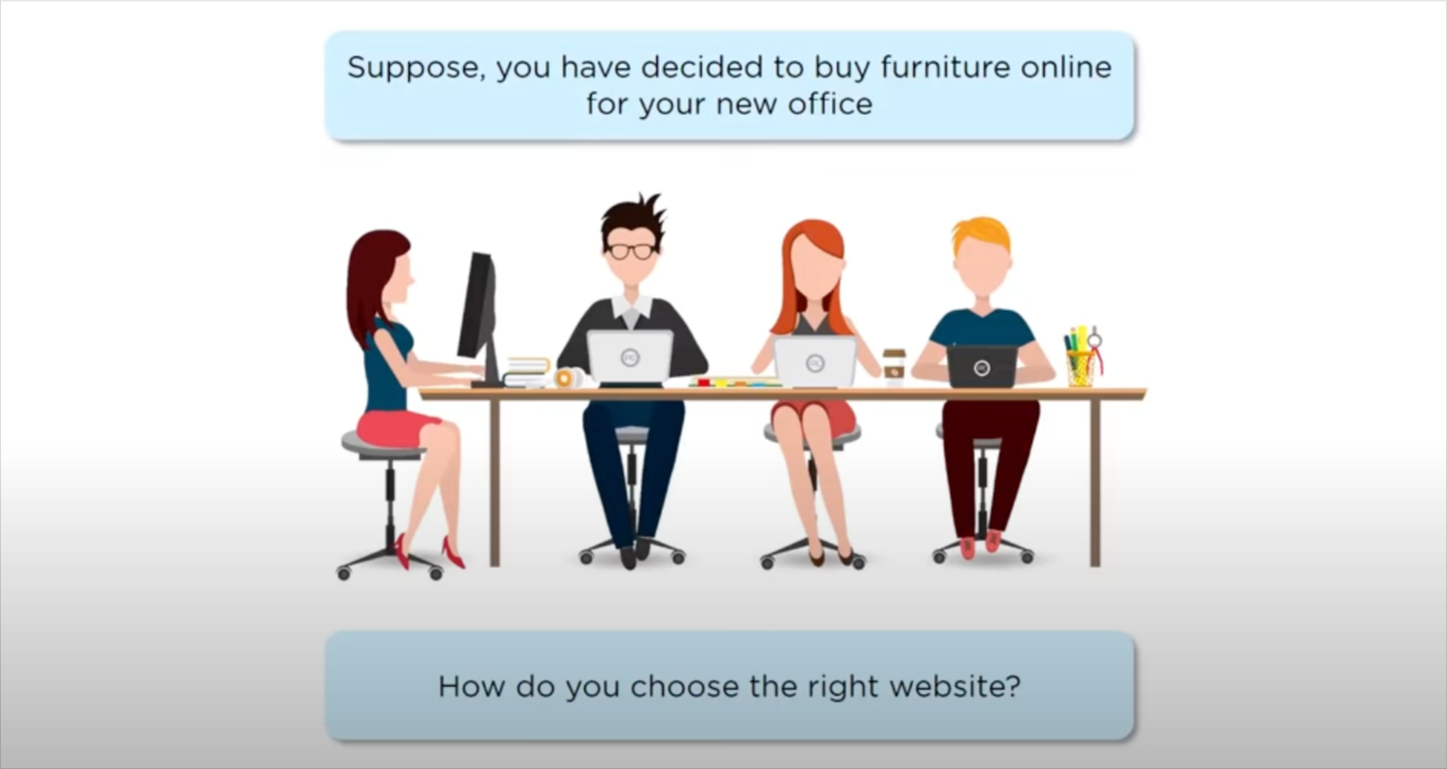 Suppose, you have decided to buy furniture online
for your new office
How do you choose the right website?